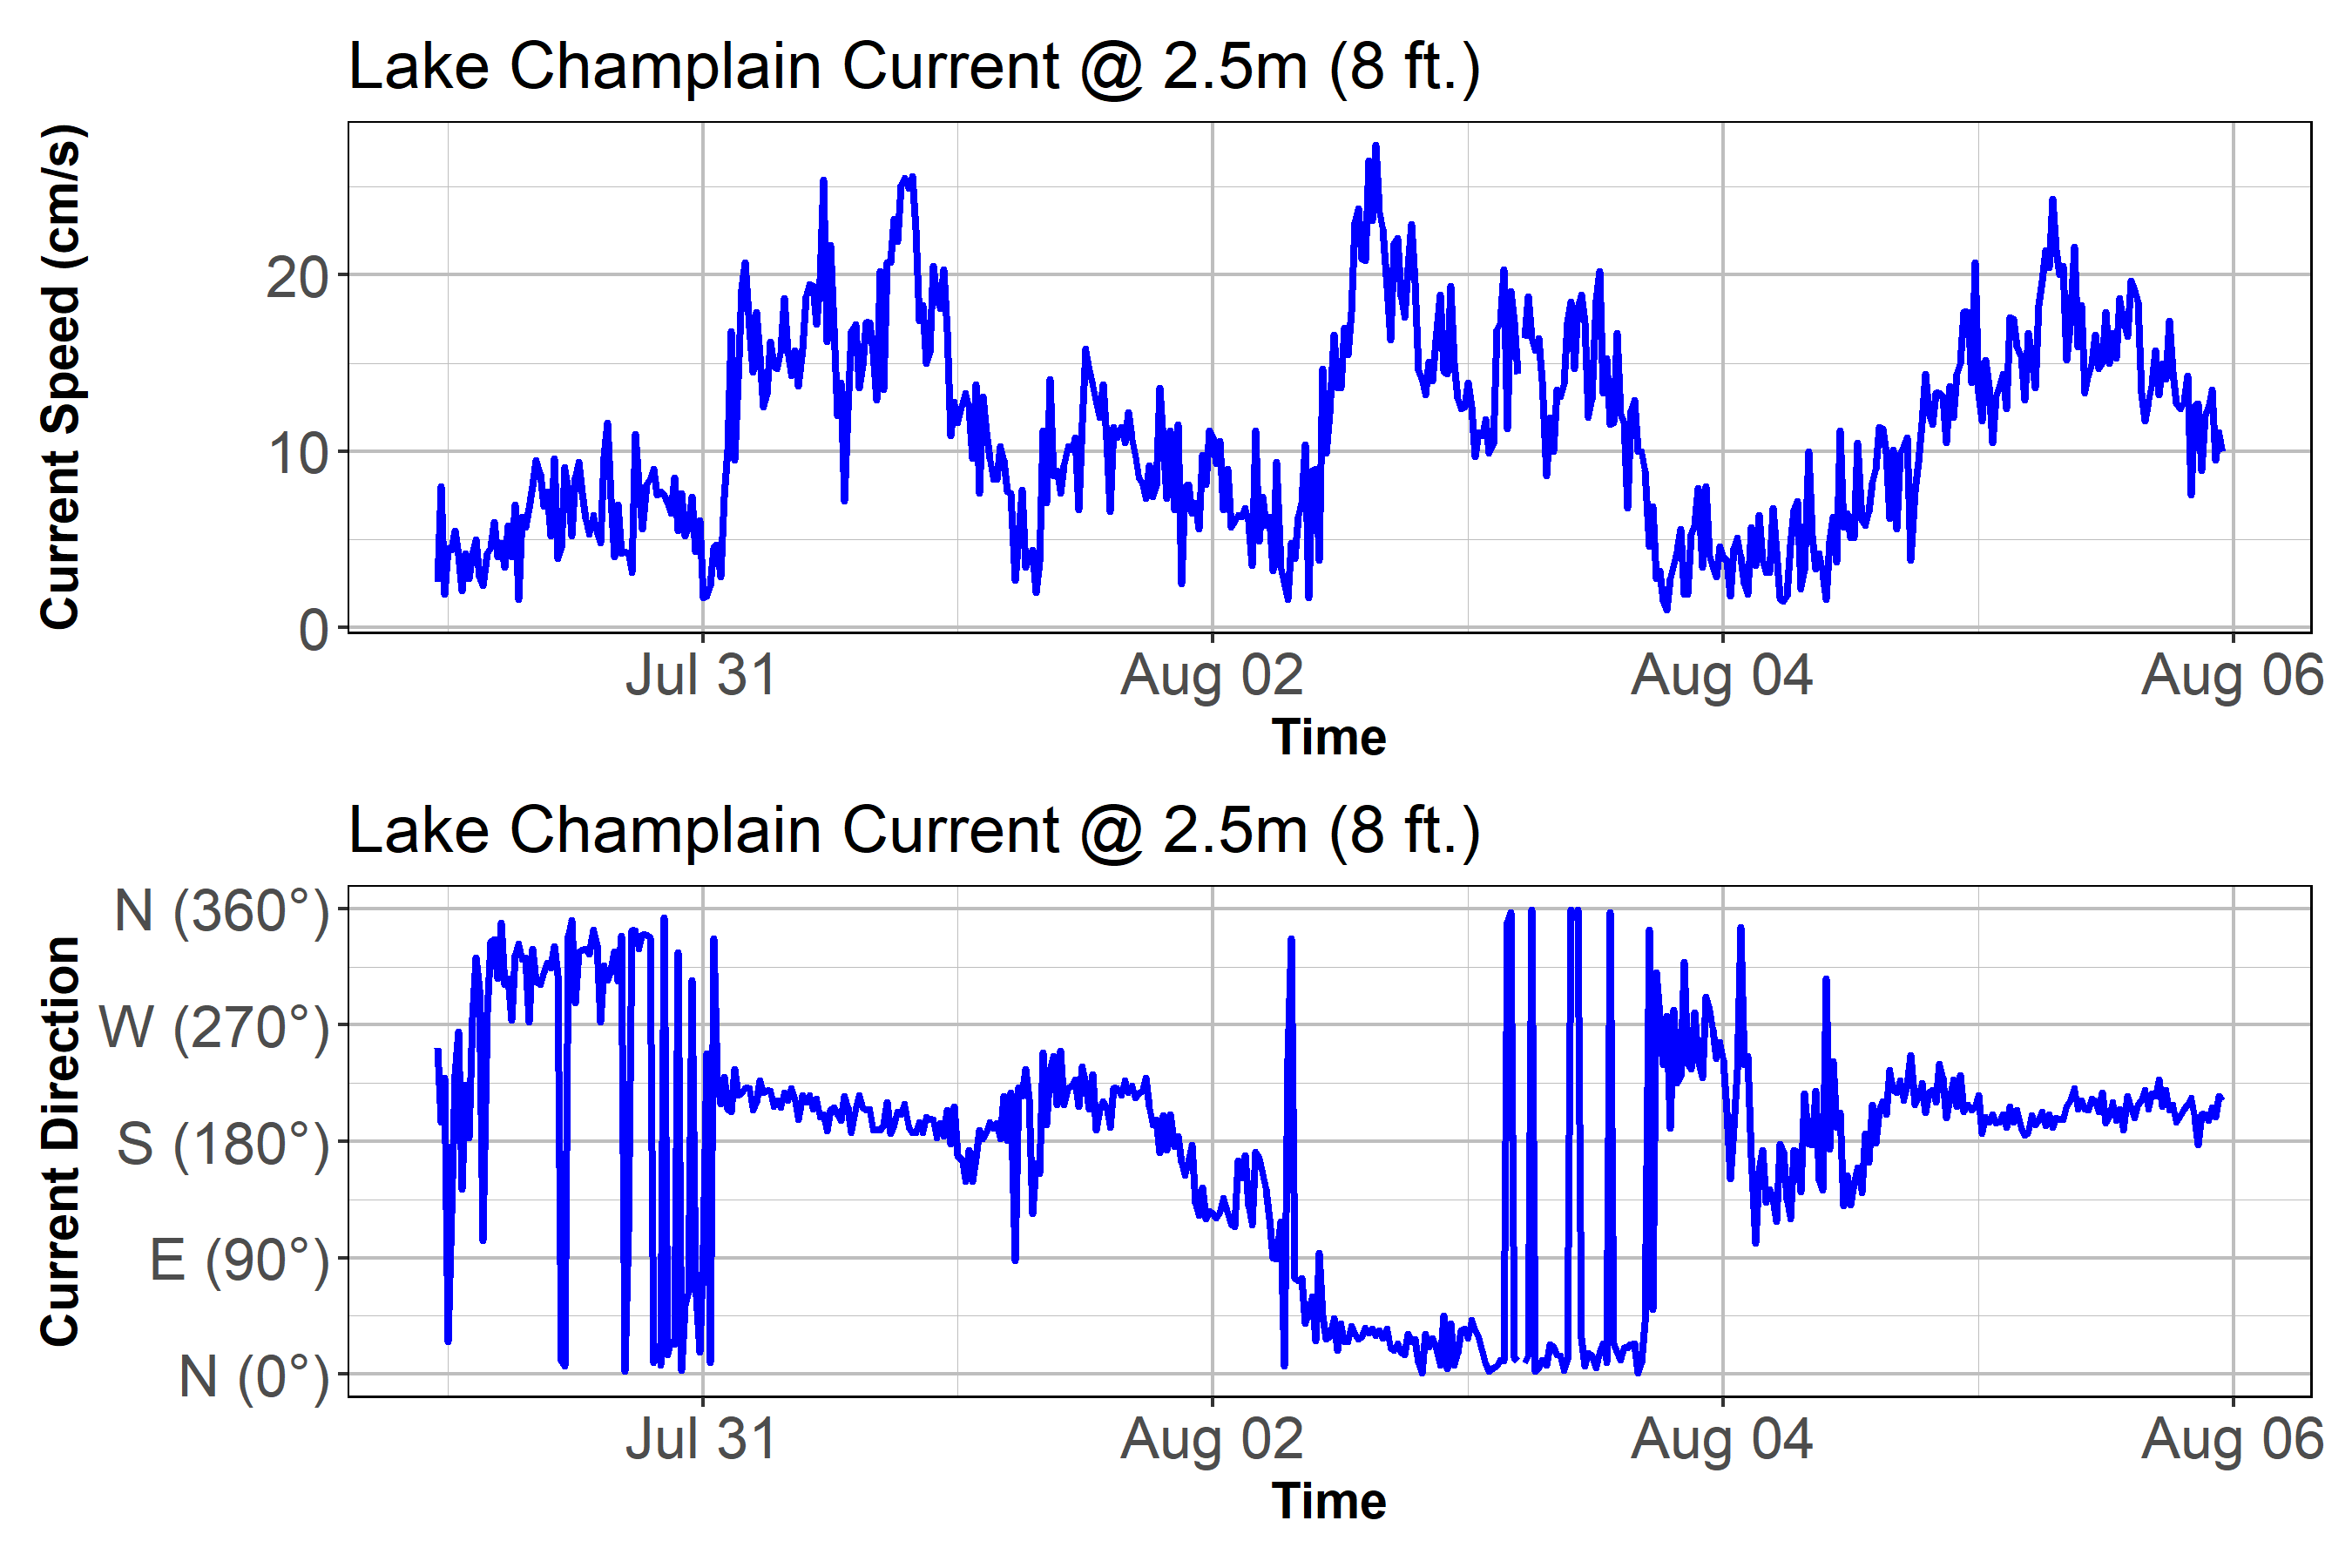 Lake Champlain Current @ 2.5m (8 ft.)
Current Speed (cm/s)
20
10
0
Jul 31 Aug 02 Aug 04 Aug 06
Time
Lake Champlain Current @ 2.5m (8 ft.)
Current Direction
N (360°)
W (270°)
S (180°)
E (90°)
N (0°)
Jul 31 Aug 02 Aug 04 Aug 06
Time